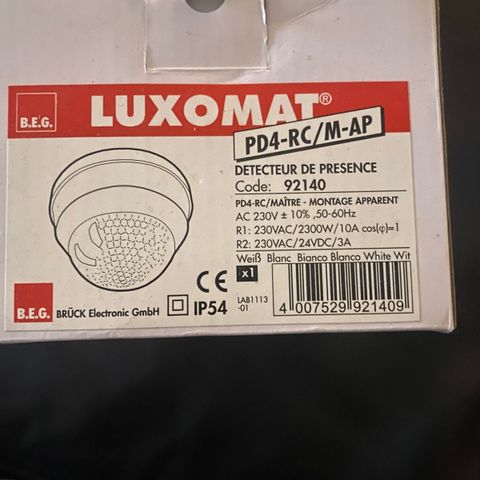 B.E.G.
LUXOMAT®
PD4-RC/M-AP
DETECTEUR DE PRESENCE
Code: 92140
PD4-RC/MAÎTRE - MONTAGE APPARENT
AC 230V ± 10% ,50-60Hz
R1: 230VAC/2300W/10A cos(φ)=1
R2: 230VAC/24VDC/3A
Weiß Blanc Bianco Blanco White Wit
x1
CE
LAB1113
-01
B.E.G.
BRÜCK Electronic GmbH
IP54
4 007529 921409